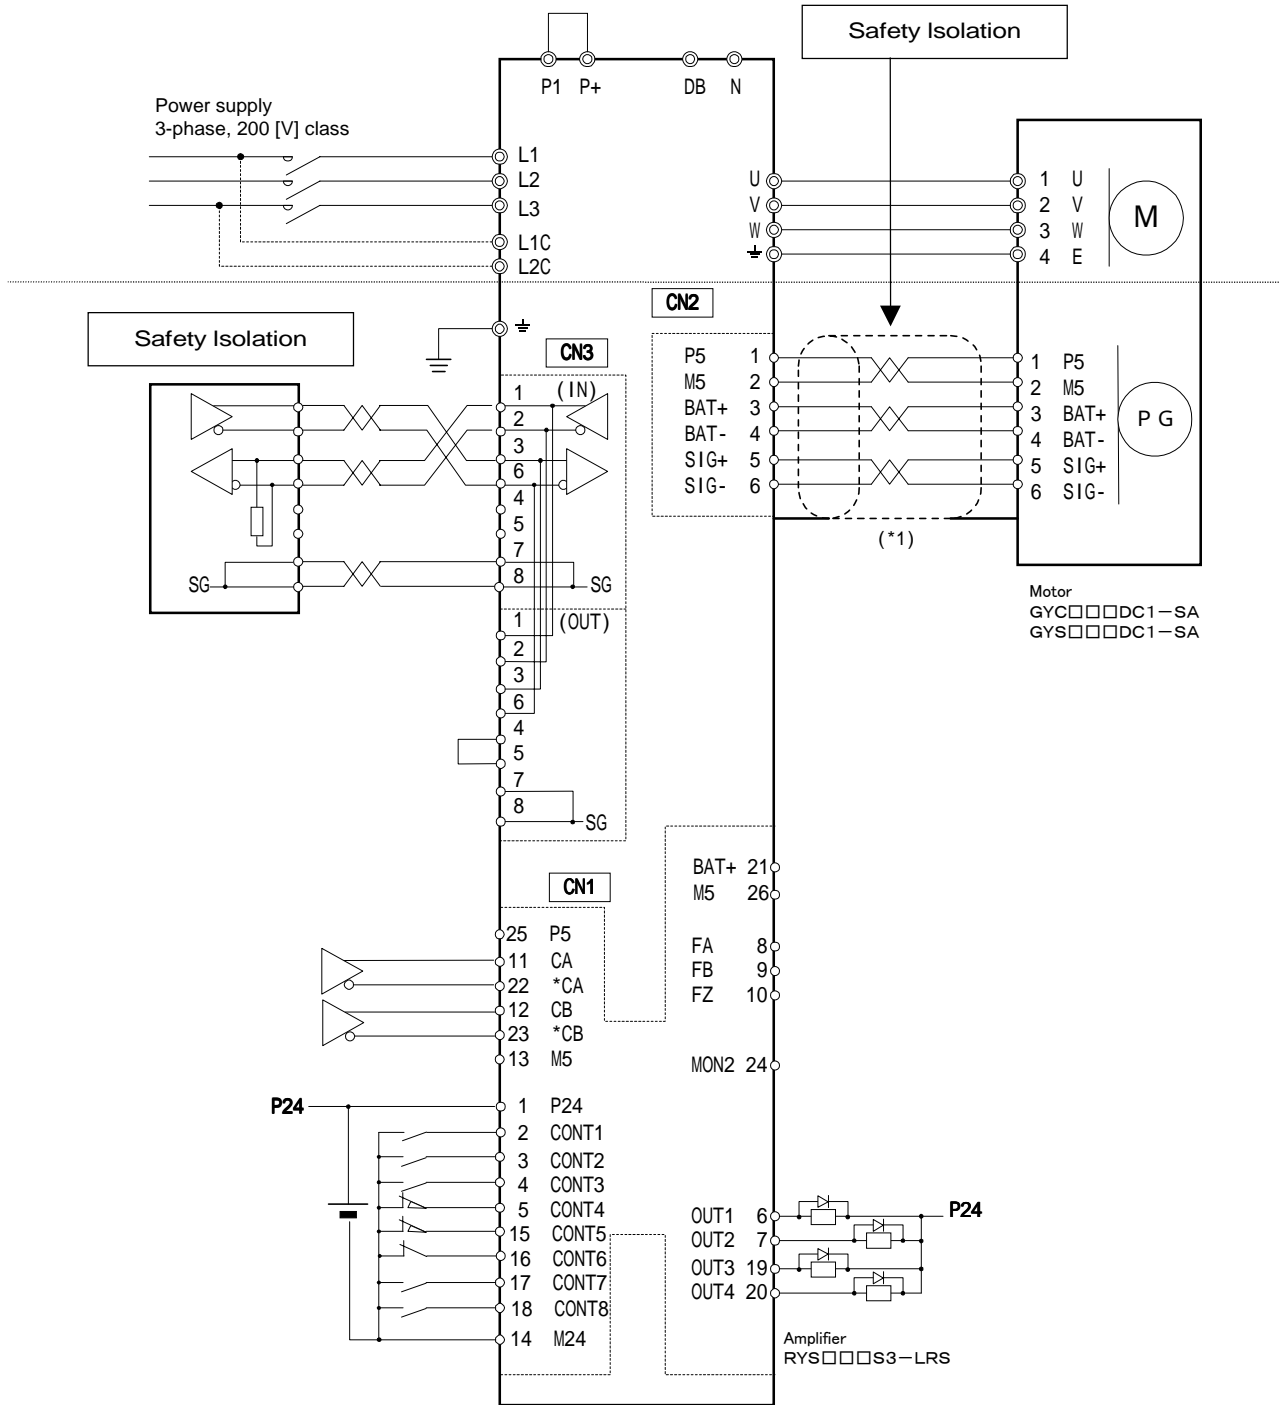 Safety Isolation
P1 P+ DB N
Power supply
3-phase, 200 [V] class
L1
L2
L3
L1C
L2C
U
V
W
1 U
2 V
3 W
4 E
M
Safety Isolation
CN2
CN3
P5 1
M5 2
BAT+ 3
BAT- 4
SIG+ 5
SIG- 6
1 P5
2 M5
3 BAT+
4 BAT-
5 SIG+
6 SIG-
PG
(*1)
1 (IN)
2
3
6
4
5
7
8
SG
SG
1 (OUT)
2
3
6
4
5
7
8
SG
Motor
GYC□□□DC1-SA
GYS□□□DC1-SA
CN1
25 P5
11 CA
22 *CA
12 CB
23 *CB
13 M5
P24
1 P24
2 CONT1
3 CONT2
4 CONT3
5 CONT4
15 CONT5
16 CONT6
17 CONT7
18 CONT8
14 M24
BAT+ 21
M5 26
FA 8
FB 9
FZ 10
MON2 24
OUT1 6
OUT2 7
OUT3 19
OUT4 20
P24
Amplifier
RYS□□□S3-LRS